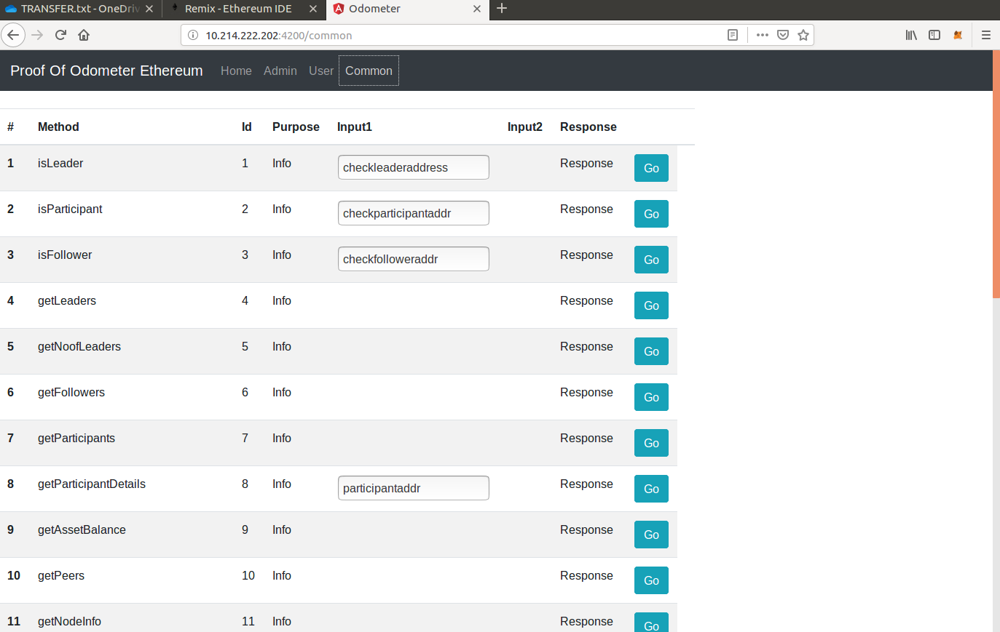 TRANSFER.txt - OneDriv Remix - Ethereum IDE Odometer
10.214.222.202:4200/common
Proof Of Odometer Ethereum Home Admin User Common
# Method Id Purpose Input1 Input2 Response
1 isLeader 1 Info checkleaderaddress Response Go
2 isParticipant 2 Info checkparticipantaddr Response Go
3 isFollower 3 Info checkfolloweraddr Response Go
4 getLeaders 4 Info Response Go
5 getNoofLeaders 5 Info Response Go
6 getFollowers 6 Info Response Go
7 getParticipants 7 Info Response Go
8 getParticipantDetails 8 Info participantaddr Response Go
9 getAssetBalance 9 Info Response Go
10 getPeers 10 Info Response Go
11 getNodeInfo 11 Info Response Go